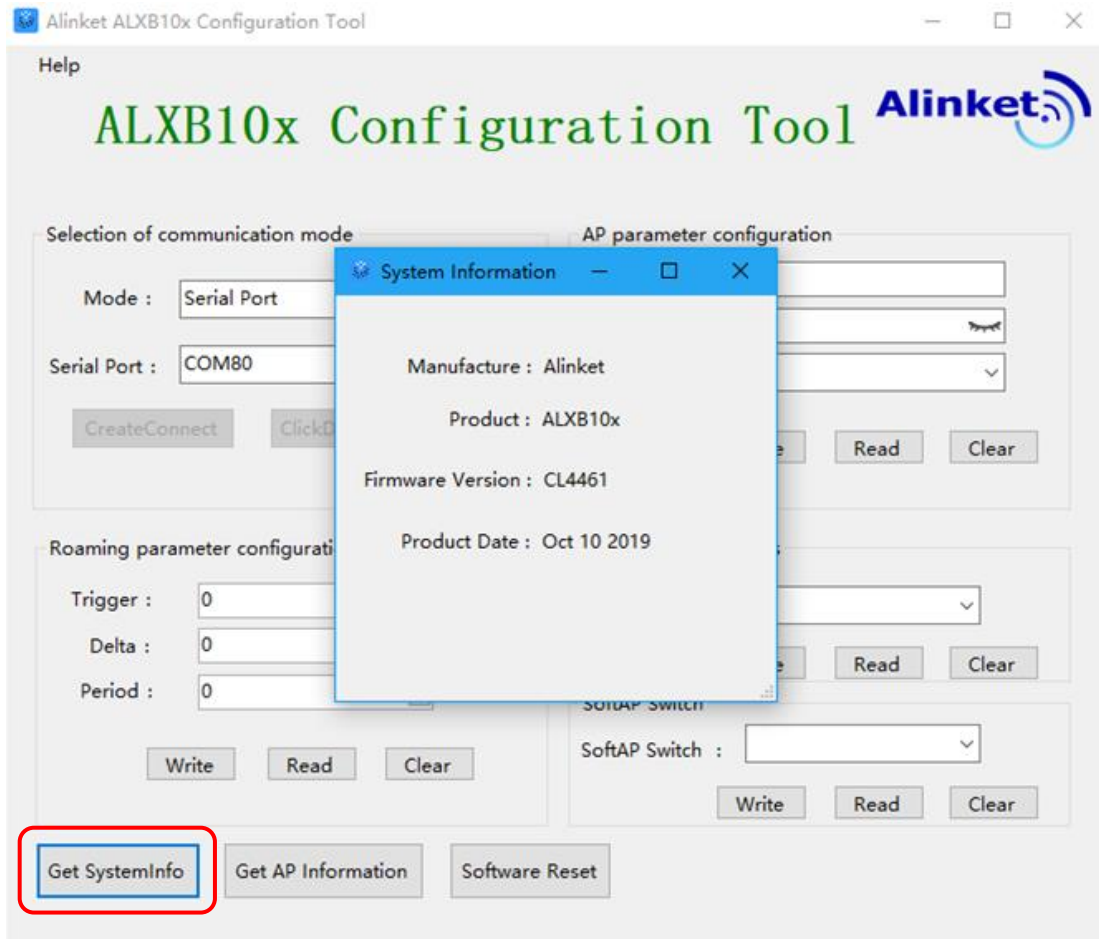 Alinket ALXB10x Configuration Tool
Help
ALXB10x Configuration Tool
Alinket
Selection of communication mode
Mode :
Serial Port
Serial Port :
COM80
CreateConnect
AP parameter configuration
Read
Clear
System Information
Manufacture : Alinket
Product : ALXB10x
Firmware Version : CL4461
Product Date : Oct 10 2019
Roaming parameter
Trigger :
0
Delta :
0
Period :
0
Write
Read
Clear
Read
Clear
SoftAP Switch
SoftAP Switch :
Write
Read
Clear
Get SystemInfo
Get AP Information
Software Reset